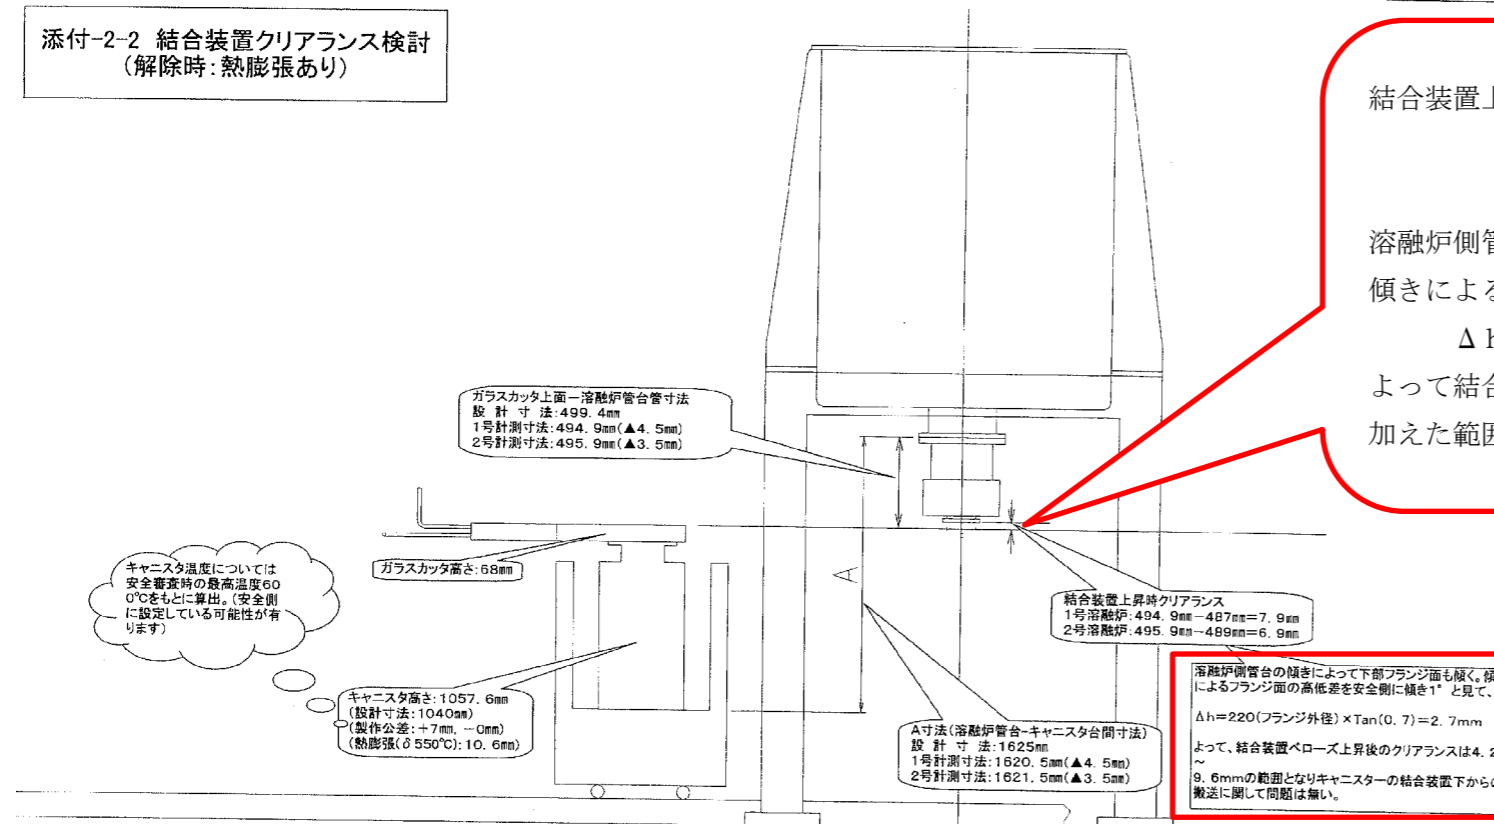 添付-2-2 結合装置クリアランス検討
(解除時:熱膨張あり)
結合装置上
溶融炉側管
傾きによる
Δh
よって結合
加えた範囲
ガラスカッタ上面-溶融炉管台管寸法
設 計 寸 法:499.4mm
1号計測寸法:494.9mm(▲4.5mm)
2号計測寸法:495.9mm(▲3.5mm)
ガラスカッタ高さ:68mm
キャニスタ温度については
安全審査時の最高温度60
0℃をもとに算出。(安全側
に設定している可能性が有
ります)
A
結合装置上昇時クリアランス
1号溶融炉:494.9mm-487mm=7.9mm
2号溶融炉:495.9mm-489mm=6.9mm
キャニスタ高さ:1057.6mm
(設計寸法:1040mm)
(製作公差:+7mm,-0mm)
(熱膨張(δ550℃):10.6mm)
A寸法(溶融炉管台-キャニスタ台間寸法)
設 計 寸 法:1625mm
1号計測寸法:1620.5mm(▲4.5mm)
2号計測寸法:1621.5mm(▲3.5mm)
溶融炉側管台の傾きによって下部フランジ面も傾く。傾
によるフランジ面の高低差を安全側に傾き1°と見て、
Δh=220(フランジ外径)×Tan(0.7)=2.7mm
よって、結合装置ベローズ上昇後のクリアランスは4.2
~
9.6mmの範囲となりキャニスターの結合装置下からの
搬送に関して問題は無い。